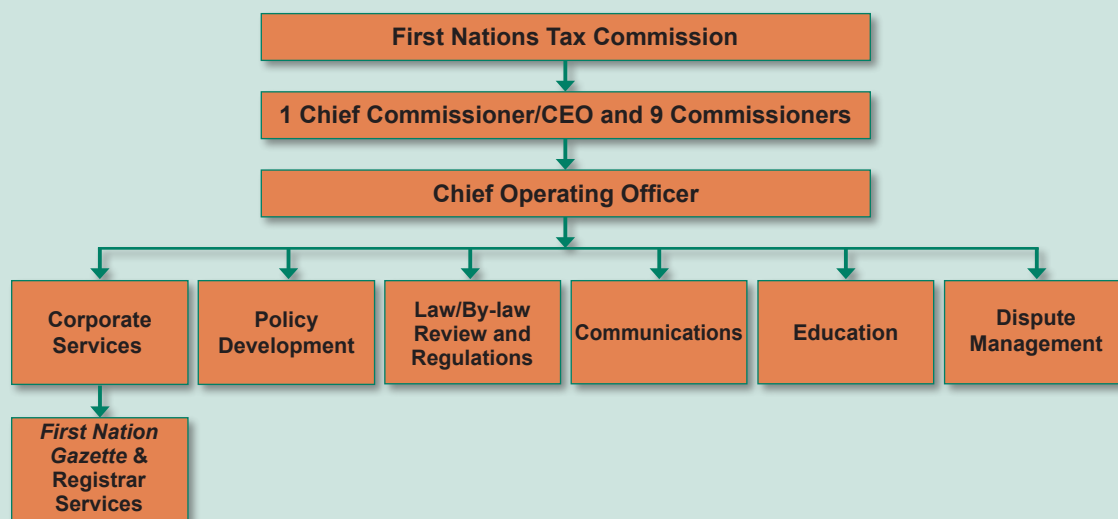 First Nations Tax Commission
1 Chief Commissioner/CEO and 9 Commissioners
Chief Operating Officer
Corporate
Services
Policy
Development
Law/By-law
Review and
Regulations
Communications
Education
Dispute
Management
First Nation
Gazette &
Registrar
Services